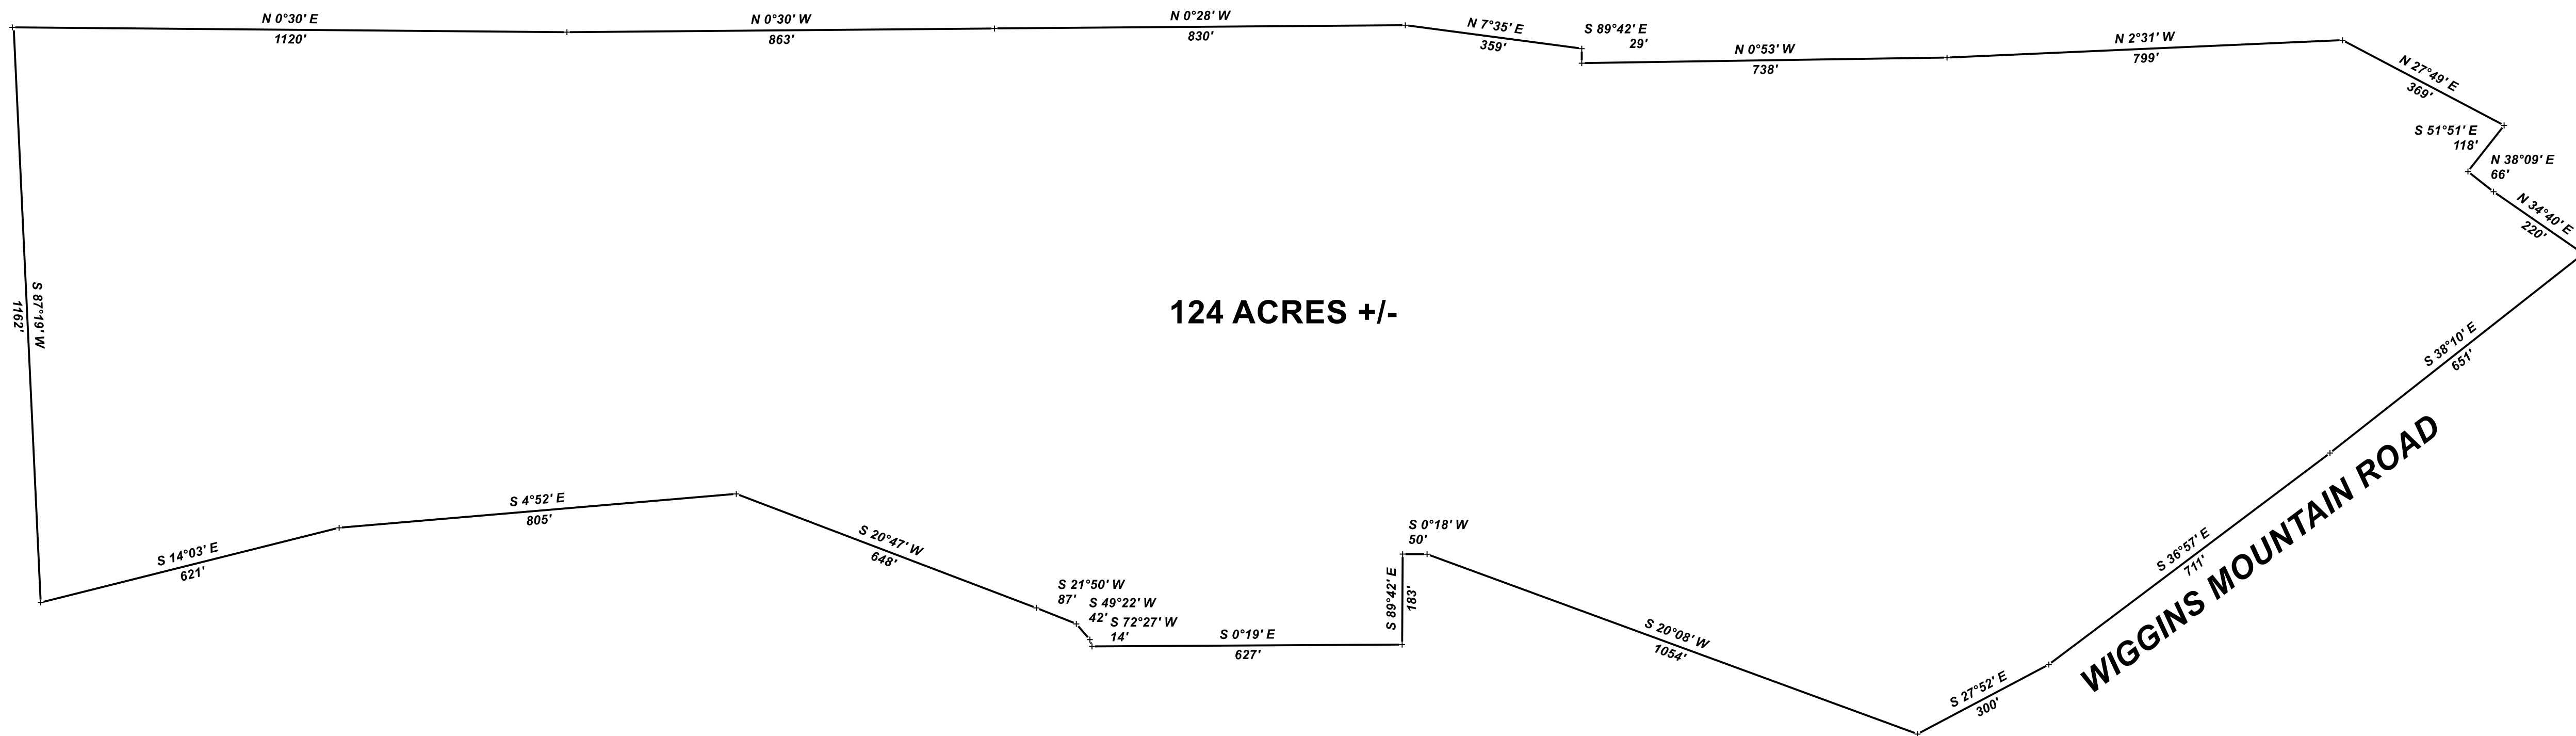 N 0°30' E
1120'
N 0°30' W
863'
N 0°28' W
830'
N 7°35' E
359'
S 89°42' E
29'
N 0°53' W
738'
N 2°31' W
799'
N 27°49' E
369'
S 51°51' E
118'
N 38°09' E
66'
N 34°40' E
220'
S 38°10' E
651'
S 36°57' E
711'
WIGGINS MOUNTAIN ROAD
S 27°52' E
300'
S 20°08' W
1054'
S 0°18' W
50'
S 89°42' E
183'
S 0°19' E
627'
S 72°27' W
14'
S 49°22' W
42'
S 21°50' W
87'
S 20°47' W
648'
S 4°52' E
805'
S 14°03' E
621'
S 87°19' W
1162'
124 ACRES +/-